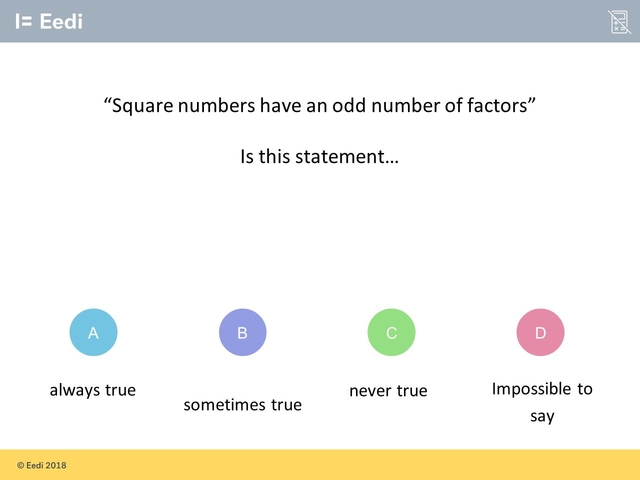 Eedi
“Square numbers have an odd number of factors”
Is this statement...
A
B
C
D
always true
sometimes true
never true
Impossible to
say
© Eedi 2018